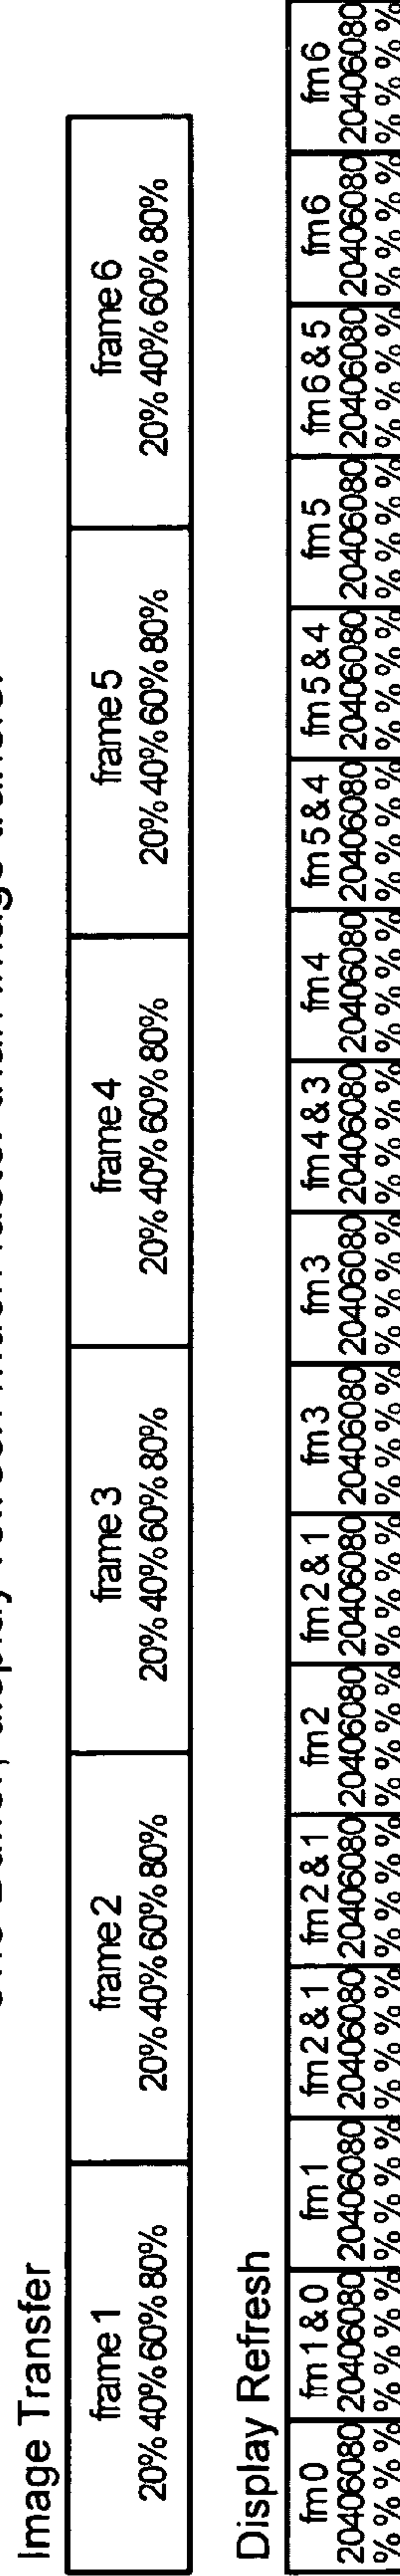 display refresh much faster than image transfer
Image Transfer
frame 1 frame 2 frame 3 frame 4 frame 5 frame 6
20% 40% 60% 80% 20% 40% 60% 80% 20% 40% 60% 80% 20% 40% 60% 80% 20% 40% 60% 80% 20% 40% 60% 80%
Display Refresh
fm 0 fm 1 & 0 fm 1 fm 2 & 1 fm 2 & 1 fm 2 fm 2 & 1 fm 3 fm 3 fm 4 & 3 fm 4 fm 5 & 4 fm 5 & 4 fm 5 fm 6 & 5 fm 6 fm 6
20406080 20406080 20406080 20406080 20406080 20406080 20406080 20406080 20406080 20406080 20406080 20406080 20406080 20406080 20406080 20406080 20406080
% % % % % % % % % % % % % % % % % % % % % % % % % % % % % % % % % % % % % % % % % % % % % % % % % % % % % % % % % % % % % % % % % % % %